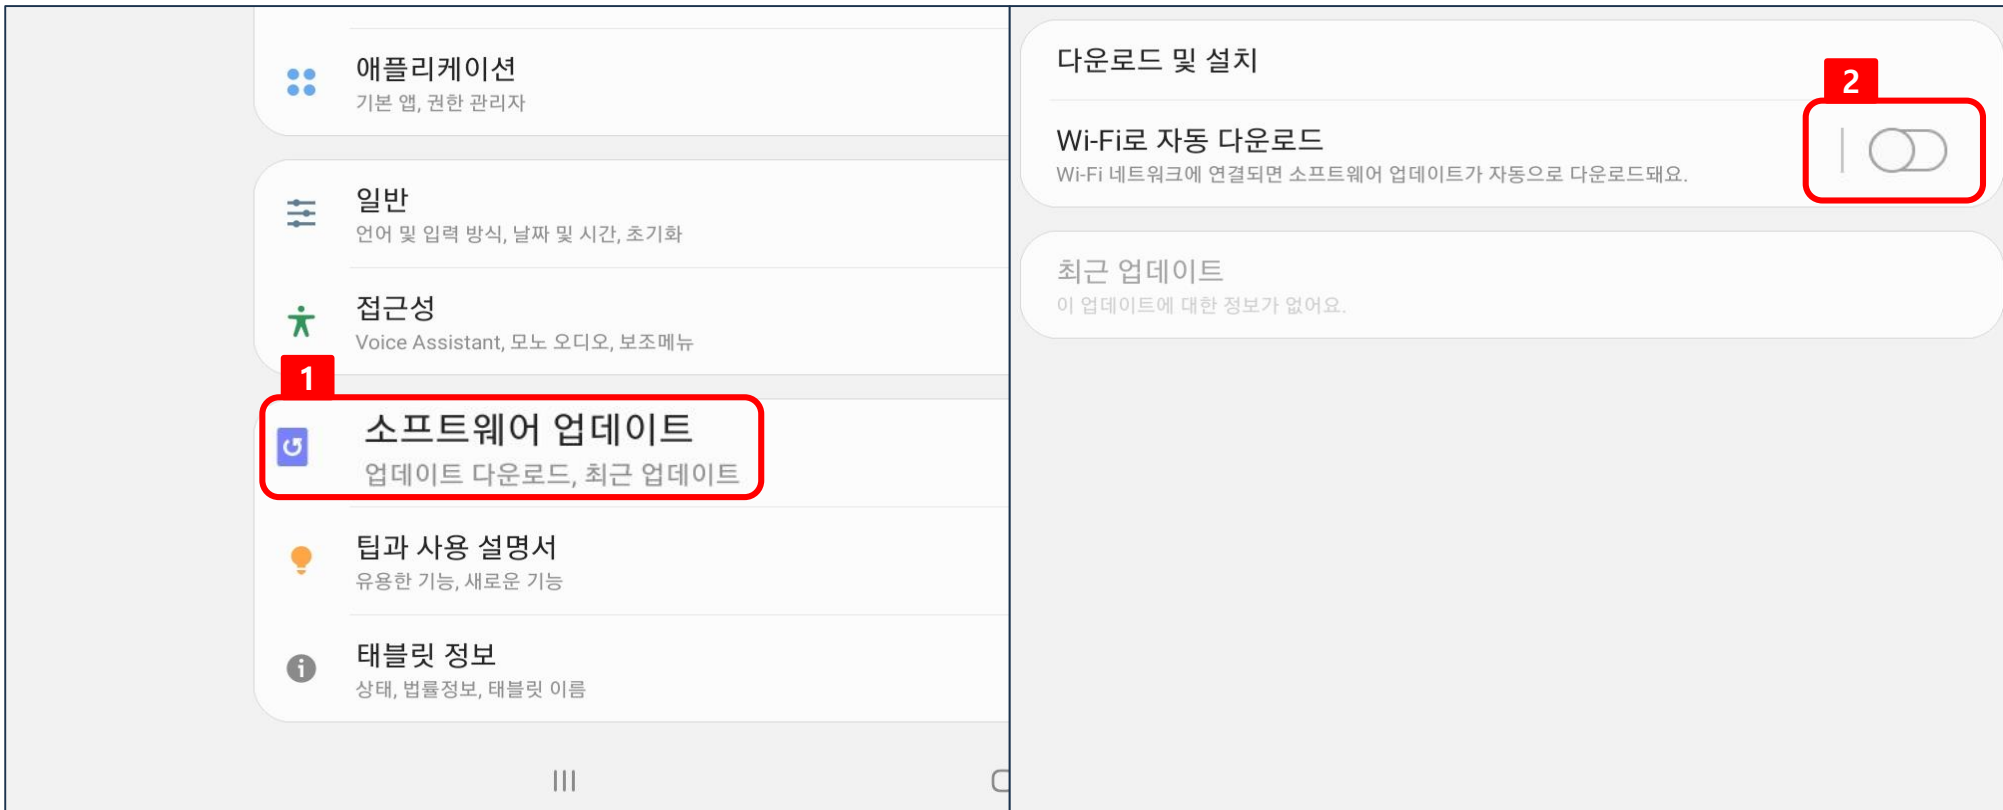 애플리케이션
기본 앱, 권한 관리자
일반
언어 및 입력 방식, 날짜 및 시간, 초기화
접근성
Voice Assistant, 모노 오디오, 보조메뉴
1
소프트웨어 업데이트
업데이트 다운로드, 최근 업데이트
팁과 사용 설명서
유용한 기능, 새로운 기능
태블릿 정보
상태, 법률정보, 태블릿 이름
다운로드 및 설치
2
Wi-Fi로 자동 다운로드
Wi-Fi 네트워크에 연결되면 소프트웨어 업데이트가 자동으로 다운로드돼요.
최근 업데이트
이 업데이트에 대한 정보가 없어요.